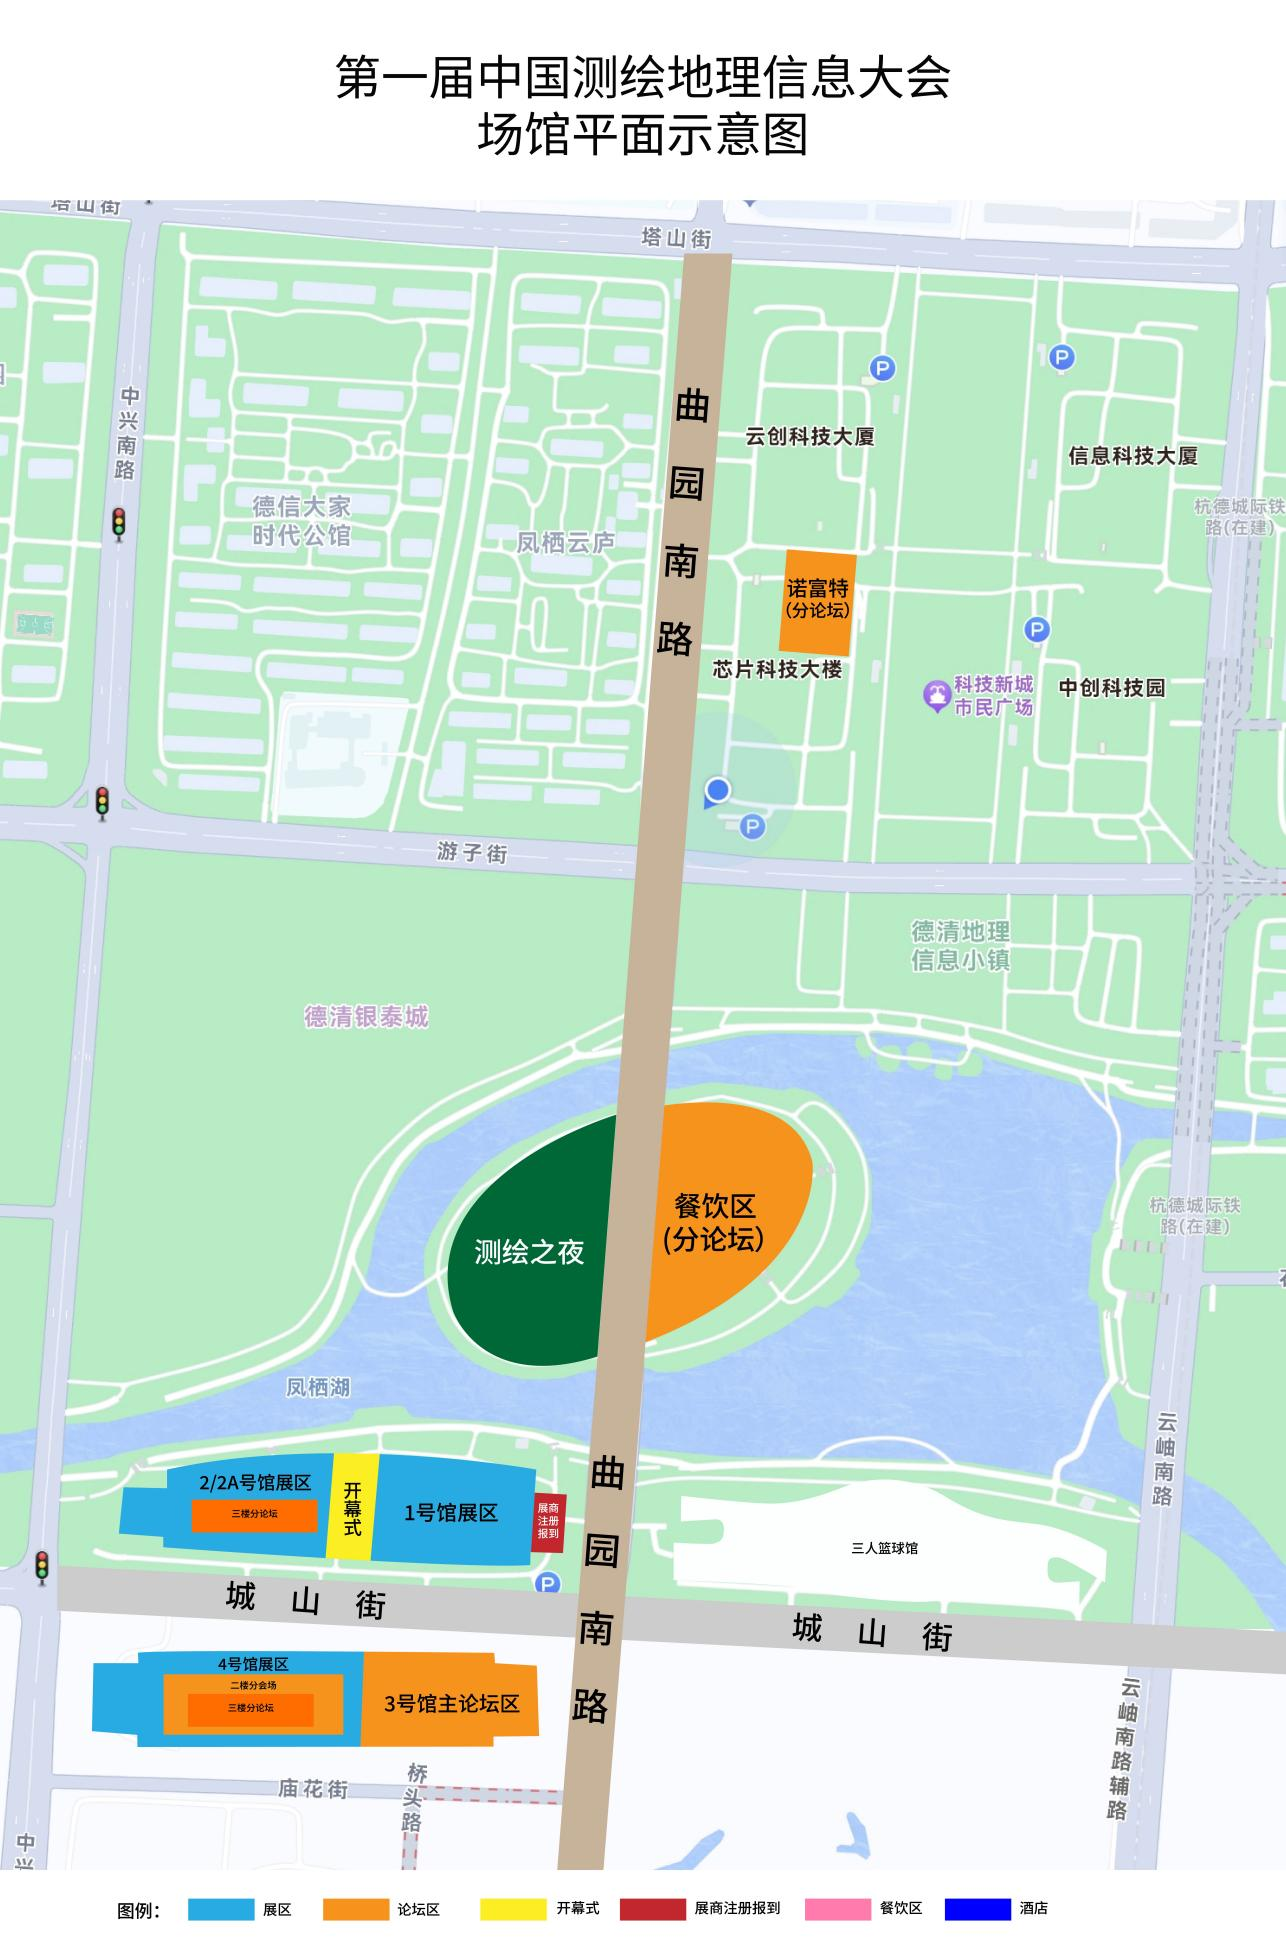 第一届中国测绘地理信息大会
场馆平面示意图
塔山街
塔山街
中兴南路
曲园南路
云创科技大厦
信息科技大厦
德信大家
时代公馆
凤栖云庐
杭德城际铁
路(在建)
诺富特
(分论坛)
芯片科技大楼
科技新城
市民广场
中创科技园
P
P
P
P
游子街
德清地理
信息小镇
德清银泰城
餐饮区
(分论坛)
测绘之夜
杭德城际铁
路(在建)
凤栖湖
云岫南路
曲园南路
2/2A号馆展区
三楼分论坛
开幕式
1号馆展区
展商
注册
报到
三人篮球馆
P
城山街
城山街
4号馆展区
二楼分会场
三楼分论坛
3号馆主论坛区
云岫南路辅路
庙花街
桥头路
中兴
图例：
展区
论坛区
开幕式
展商注册报到
餐饮区
酒店